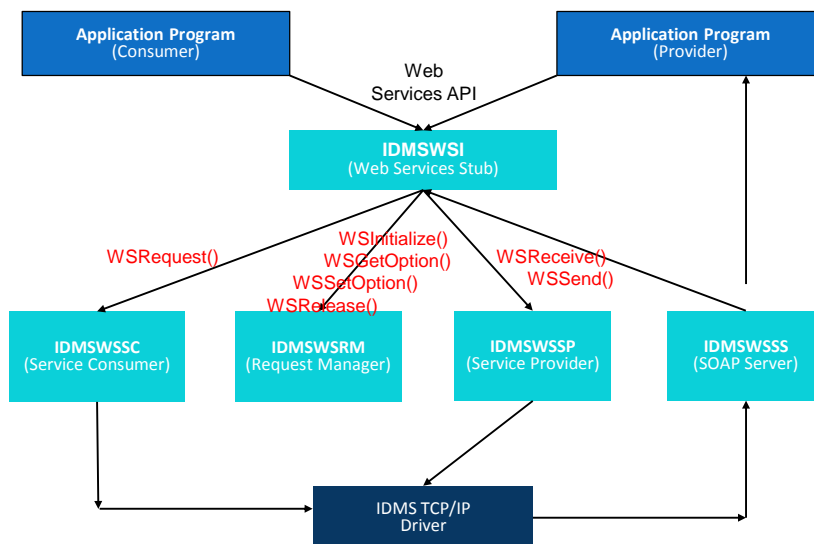 Application Program
(Consumer)
Application Program
(Provider)
Web
Services API
IDMSWSI
(Web Services Stub)
WSRequest()
WSInitialize()
WSGetOption()
WSSetOption()
WSRelease()
WSReceive()
WSSend()
IDMSWSSC
(Service Consumer)
IDMSWSRM
(Request Manager)
IDMSWSSP
(Service Provider)
IDMSWSSS
(SOAP Server)
IDMS TCP/IP
Driver